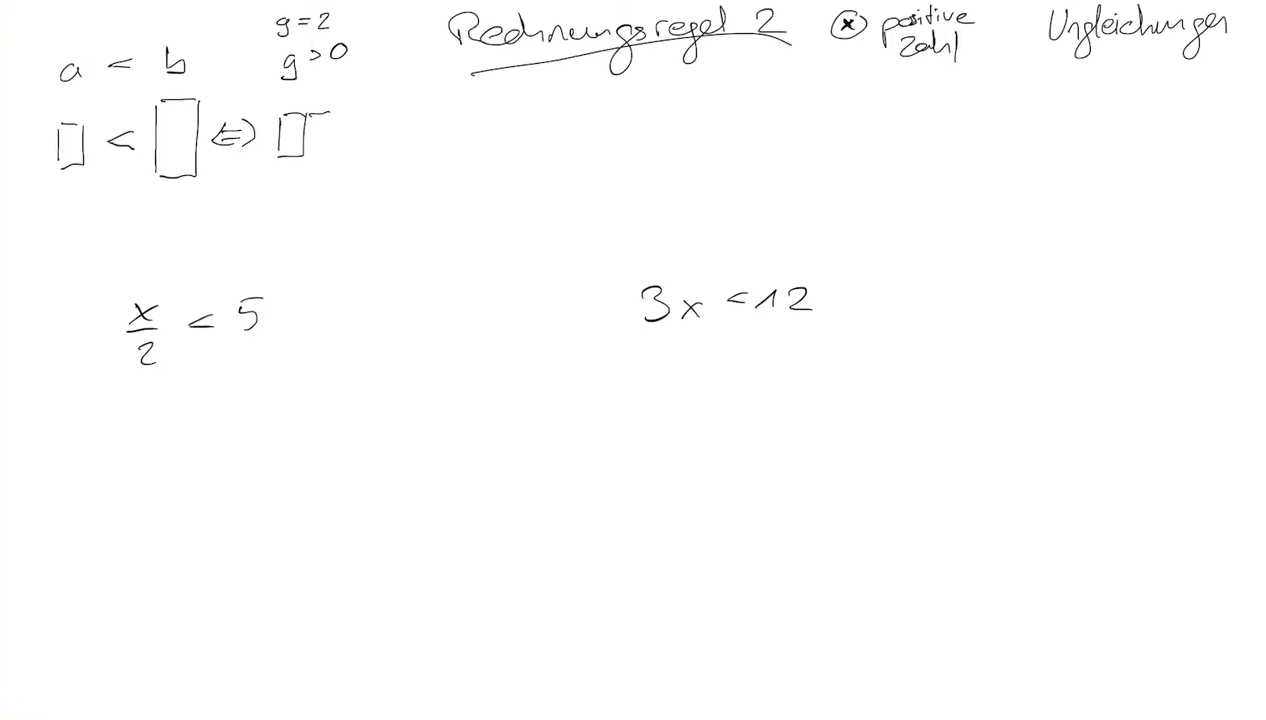 g = 2
Rechnungsregel 2
ⓧ positive Zahl
Ungleichungen
g > 0
a < b
< ⇔
x/2 < 5
3x < 12